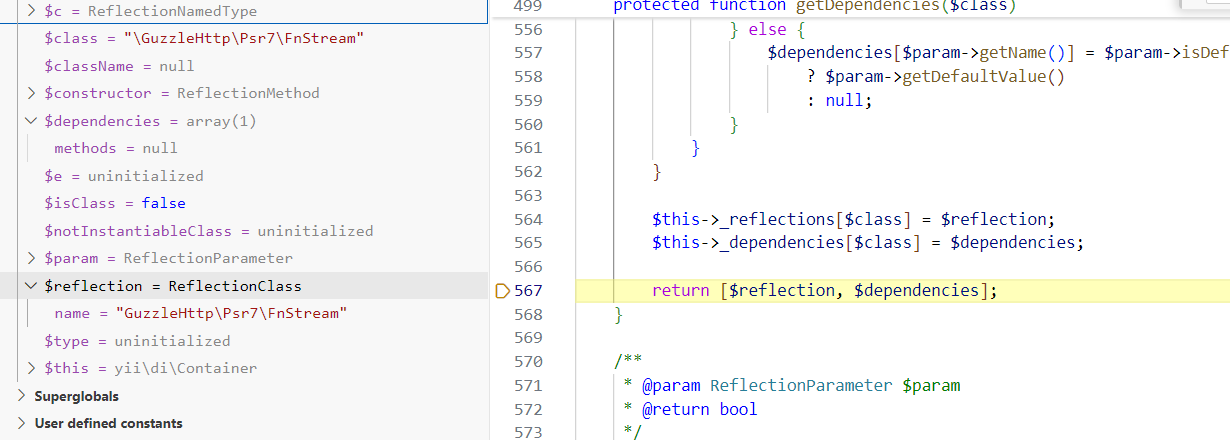 $c = ReflectionNamedType
$class = "\GuzzleHttp\Psr7\FnStream"
$className = null
$constructor = ReflectionMethod
$dependencies = array(1)
methods = null
$e = uninitialized
$isClass = false
$notInstantiableClass = uninitialized
$param = ReflectionParameter
$reflection = ReflectionClass
name = "GuzzleHttp\Psr7\FnStream"
$type = uninitialized
$this = yii\di\Container
Superglobals
User defined constants
499 protected function getDependencies($class)
556 } else {
557 $dependencies[$param->getName()] = $param->isDef
558 ? $param->getDefaultValue()
559 : null;
560 }
561 }
562 }
563
564 $this->_reflections[$class] = $reflection;
565 $this->_dependencies[$class] = $dependencies;
566
567 return [$reflection, $dependencies];
568 }
569
570 /**
571 * @param ReflectionParameter $param
572 * @return bool
573 */